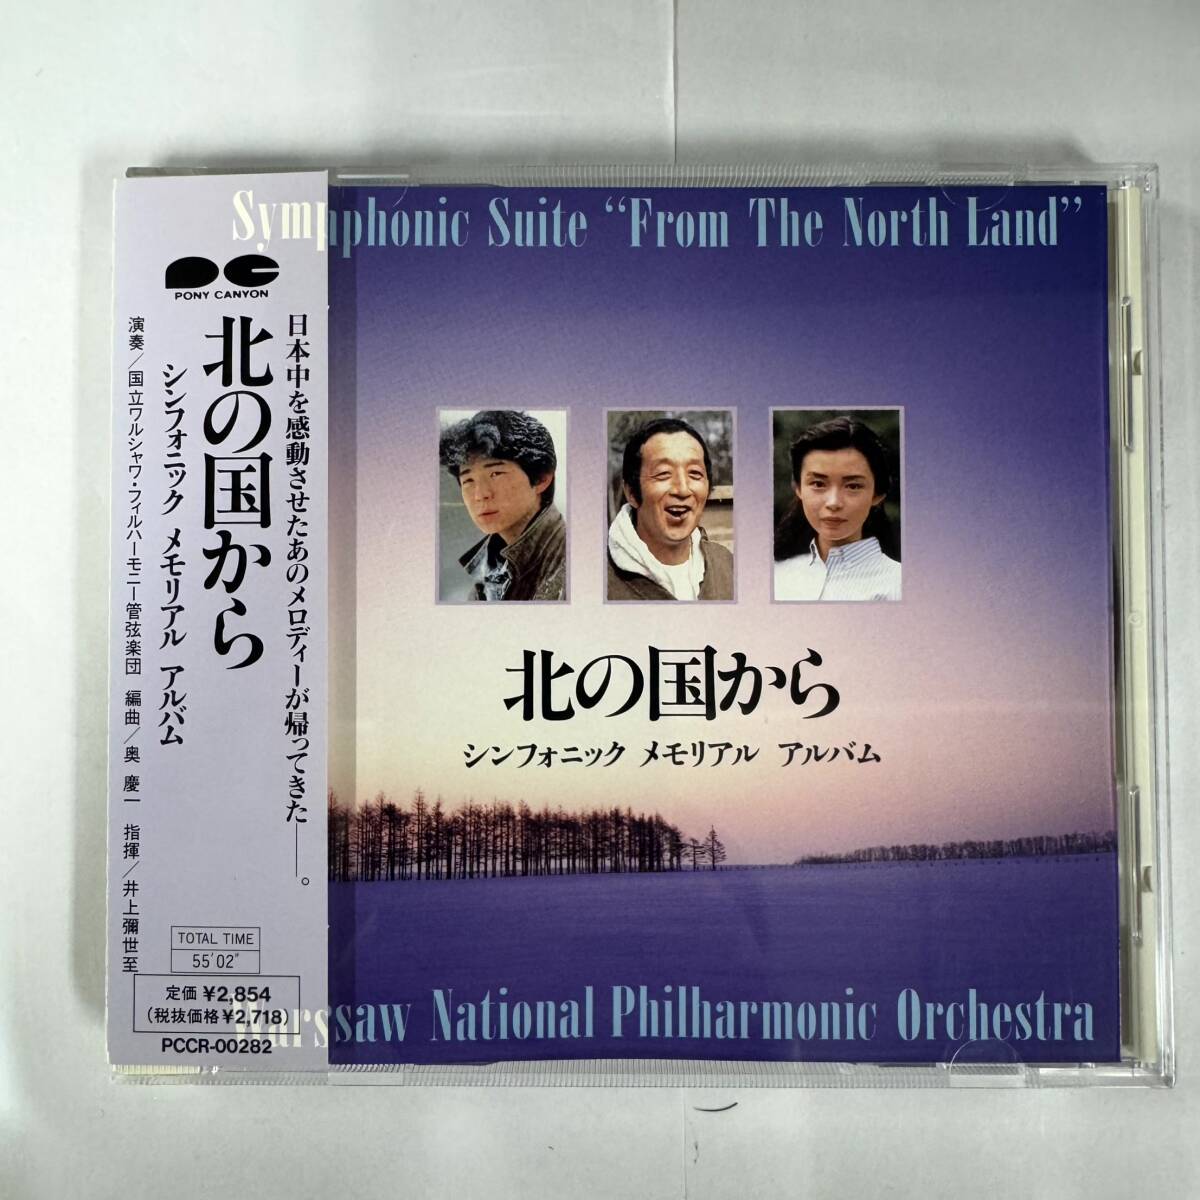 Symphonic Suite “From The North Land”
PONY CANYON
日本中を感動させたあのメロディーが帰ってきた——。
北の国から
シンフォニック メモリアル アルバム
演奏/国立ワルシャワ・フィルハーモニー管弦楽団 編曲/奥 慶一 指揮/井上彌世至
TOTAL TIME
55'02"
定価 ¥2,854
(税抜価格¥2,718)
PCCR-00282
北の国から
シンフォニック メモリアル アルバム
Warssaw National Philharmonic Orchestra